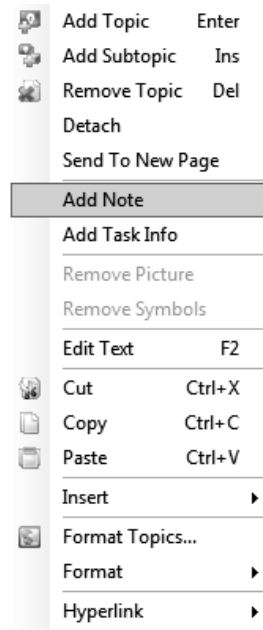 Add Topic Enter
Add Subtopic Ins
Remove Topic Del
Detach
Send To New Page
Add Note
Add Task Info
Remove Picture
Remove Symbols
Edit Text F2
Cut Ctrl+X
Copy Ctrl+C
Paste Ctrl+V
Insert
Format Topics...
Format
Hyperlink